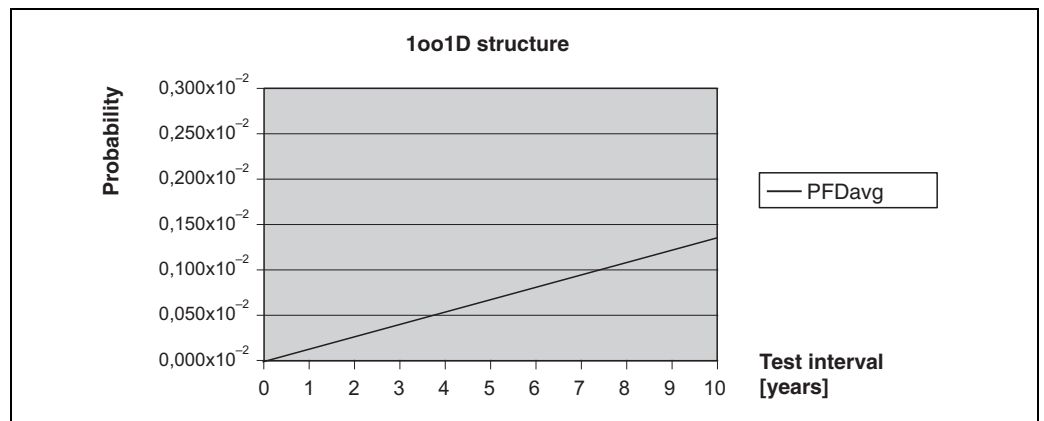 1oo1D structure
Probability
0,300x10⁻²
0,250x10⁻²
0,200x10⁻²
0,150x10⁻²
0,100x10⁻²
0,050x10⁻²
0,000x10⁻²
0 1 2 3 4 5 6 7 8 9 10
Test interval
[years]
PFDavg